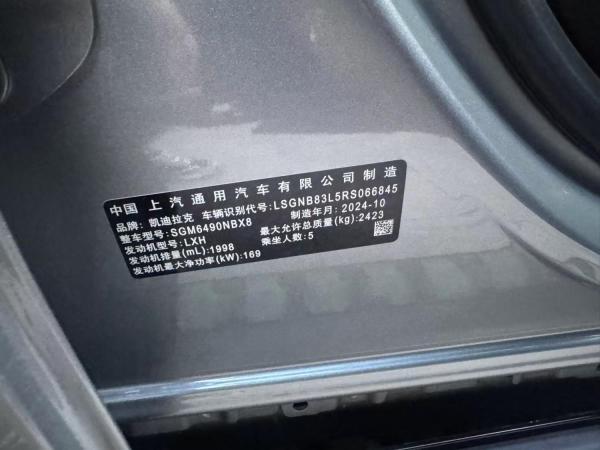 中国 上汽通用汽车有限公司制造
品牌: 凯迪拉克 车辆识别代号: LSGNB83L5RS066845
整车型号: SGM6490NBX8 制造年月: 2024-10
发动机型号: LXH 最大允许总质量(kg): 2423
发动机排量(mL): 1998 乘坐人数: 5
发动机最大净功率(kW): 169